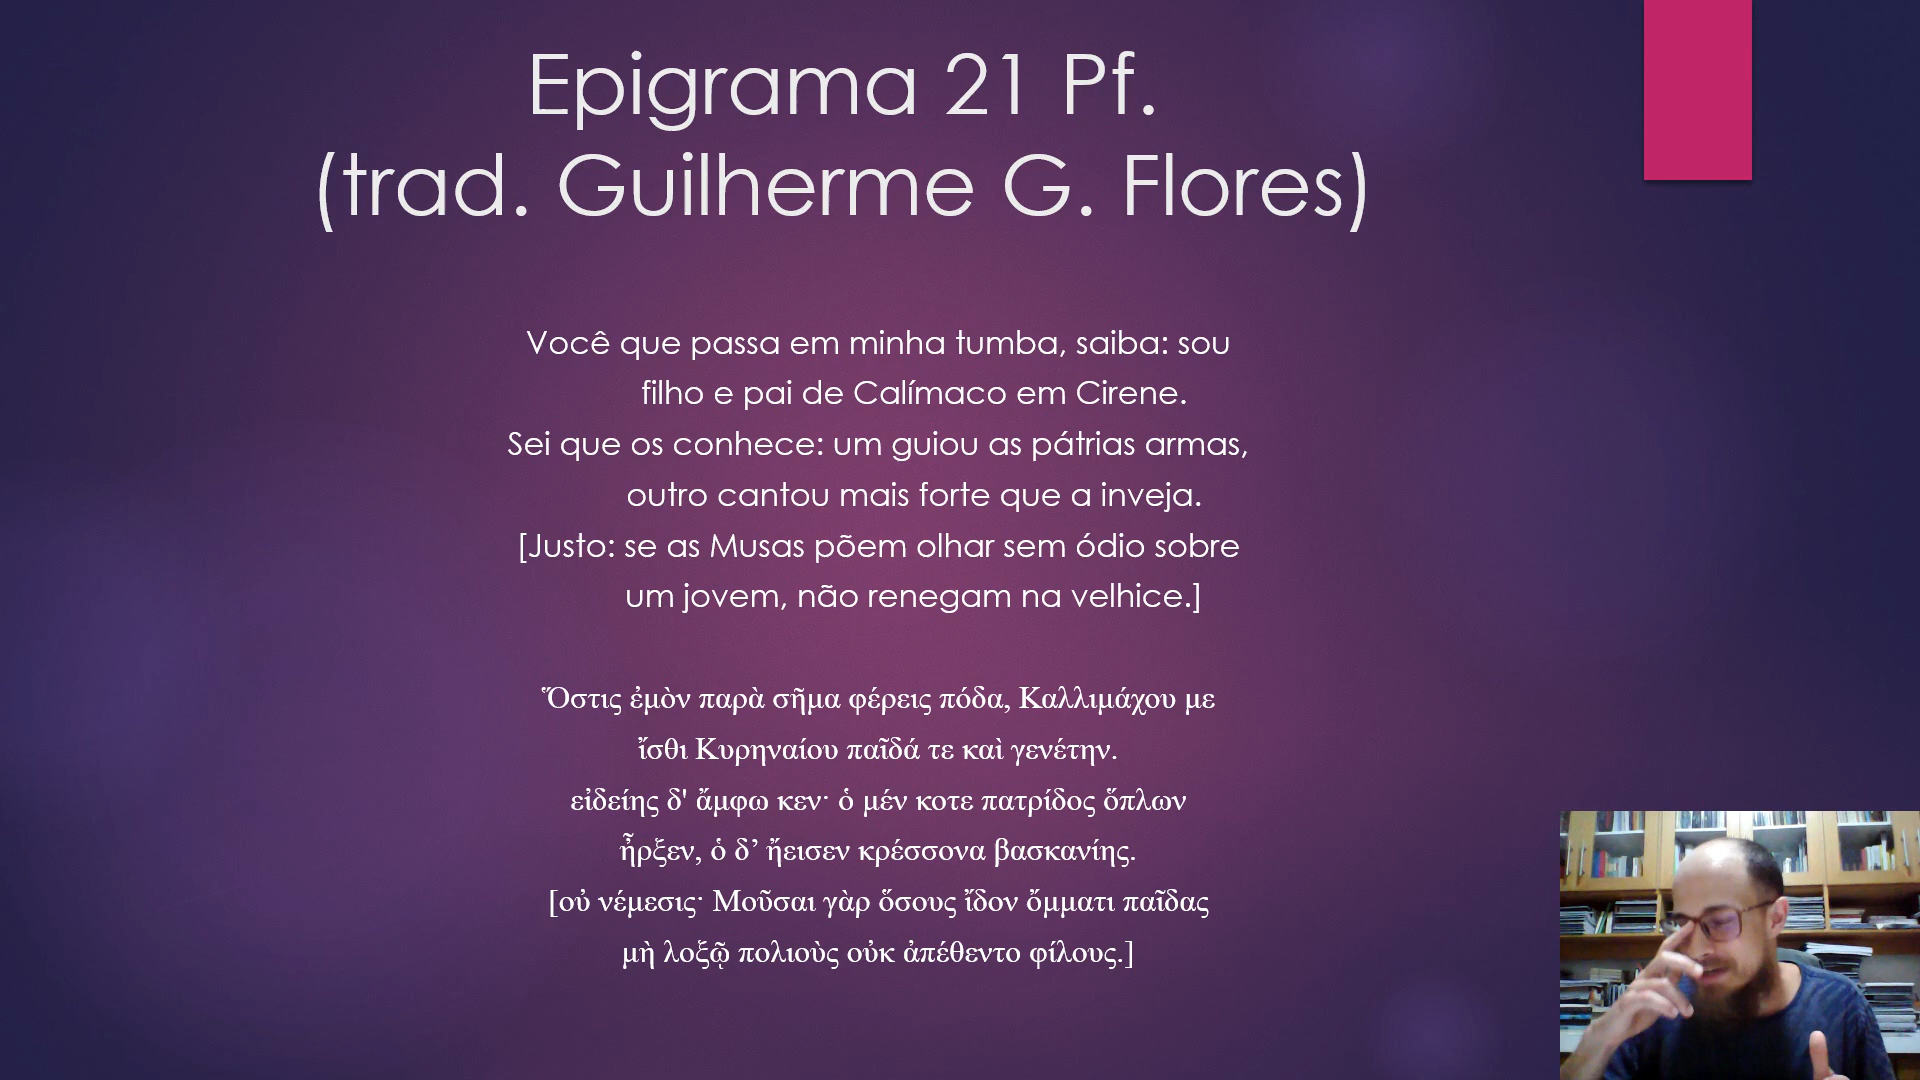 Epigrama 21 Pf.
(trad. Guilherme G. Flores)
Você que passa em minha tumba, saiba: sou
filho e pai de Calímaco em Cirene.
Sei que os conhece: um guiou as pátrias armas,
outro cantou mais forte que a inveja.
[Justo: se as Musas põem olhar sem ódio sobre
um jovem, não renegam na velhice.]
Ὅστις ἐμὸν παρὰ σῆμα φέρεις πόδα, Καλλιμάχου με
ἴσθι Κυρηναίου παῖδά τε καὶ γενέτην.
εἰδείης δ' ἄμφω κεν· ὁ μέν κοτε πατρίδος ὅπλων
ἦρξεν, ὁ δ’ ἤεισεν κρέσσονα βασκανίης.
[οὐ νέμεσις· Μοῦσαι γὰρ ὅσους ἴδον ὄμματι παῖδας
μὴ λοξῷ πολιοὺς οὐκ ἀπέθεντο φίλους.]